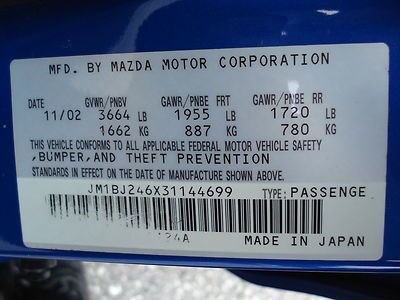 MFD. BY MAZDA MOTOR CORPORATION
DATE GVWR/PNBV GAWR/PNBE FRT GAWR/PNBE RR
11/02 3664 LB 1955 LB 1720 LB
1662 KG 887 KG 780 KG
THIS VEHICLE CONFORMS TO ALL APPLICABLE FEDERAL MOTOR VEHICLE SAFETY
,BUMPER,AND THEFT PREVENTION
STANDARDS IN EFFECT ON THE DATE OF MANUFACTURE SHOWN ABOVE.
JM1BJ246X31144699 TYPE: PASSENGE
MADE IN JAPAN